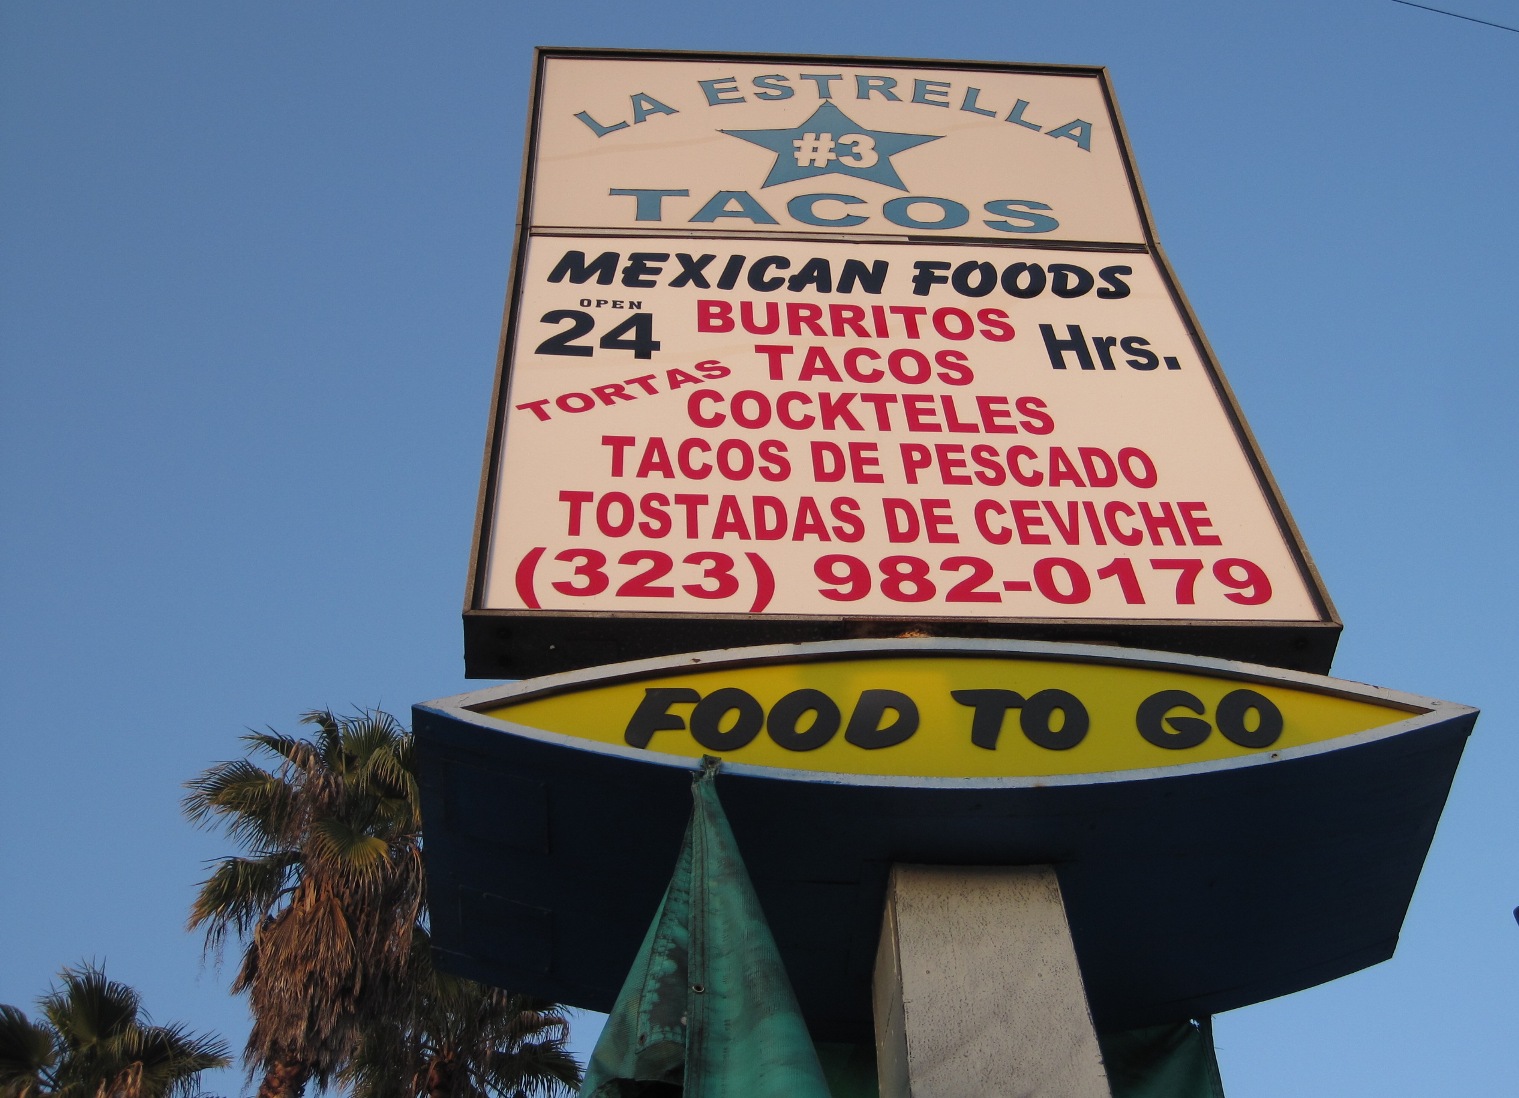 LA ESTRELLA
#3
TACOS
MEXICAN FOODS
OPEN
24 Hrs.
BURRITOS
TACOS
TORTAS
COCKTELES
TACOS DE PESCADO
TOSTADAS DE CEVICHE
(323) 982-0179
FOOD TO GO